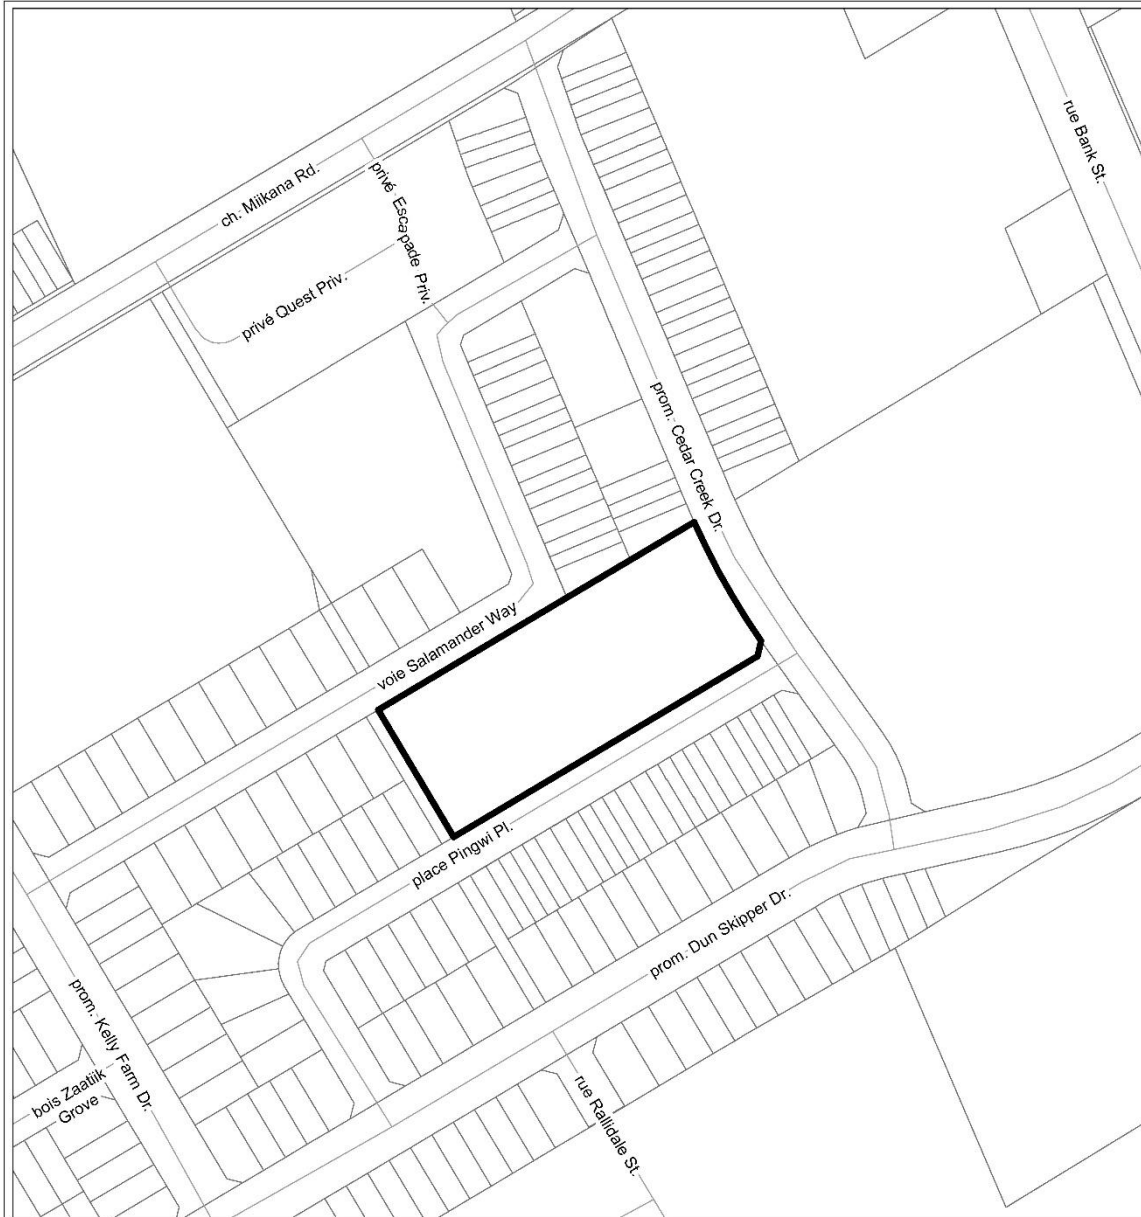 rue Bank St.
ch. Miikana Rd.
privé Escapade Priv.
privé Quest Priv.
prom. Cedar Creek Dr.
voie Salamander Way
place Pingwi Pl.
prom. Dun Skipper Dr.
prom. Kelly Farm Dr.
bois Zaatiik
Grove
rue Rallidale St.